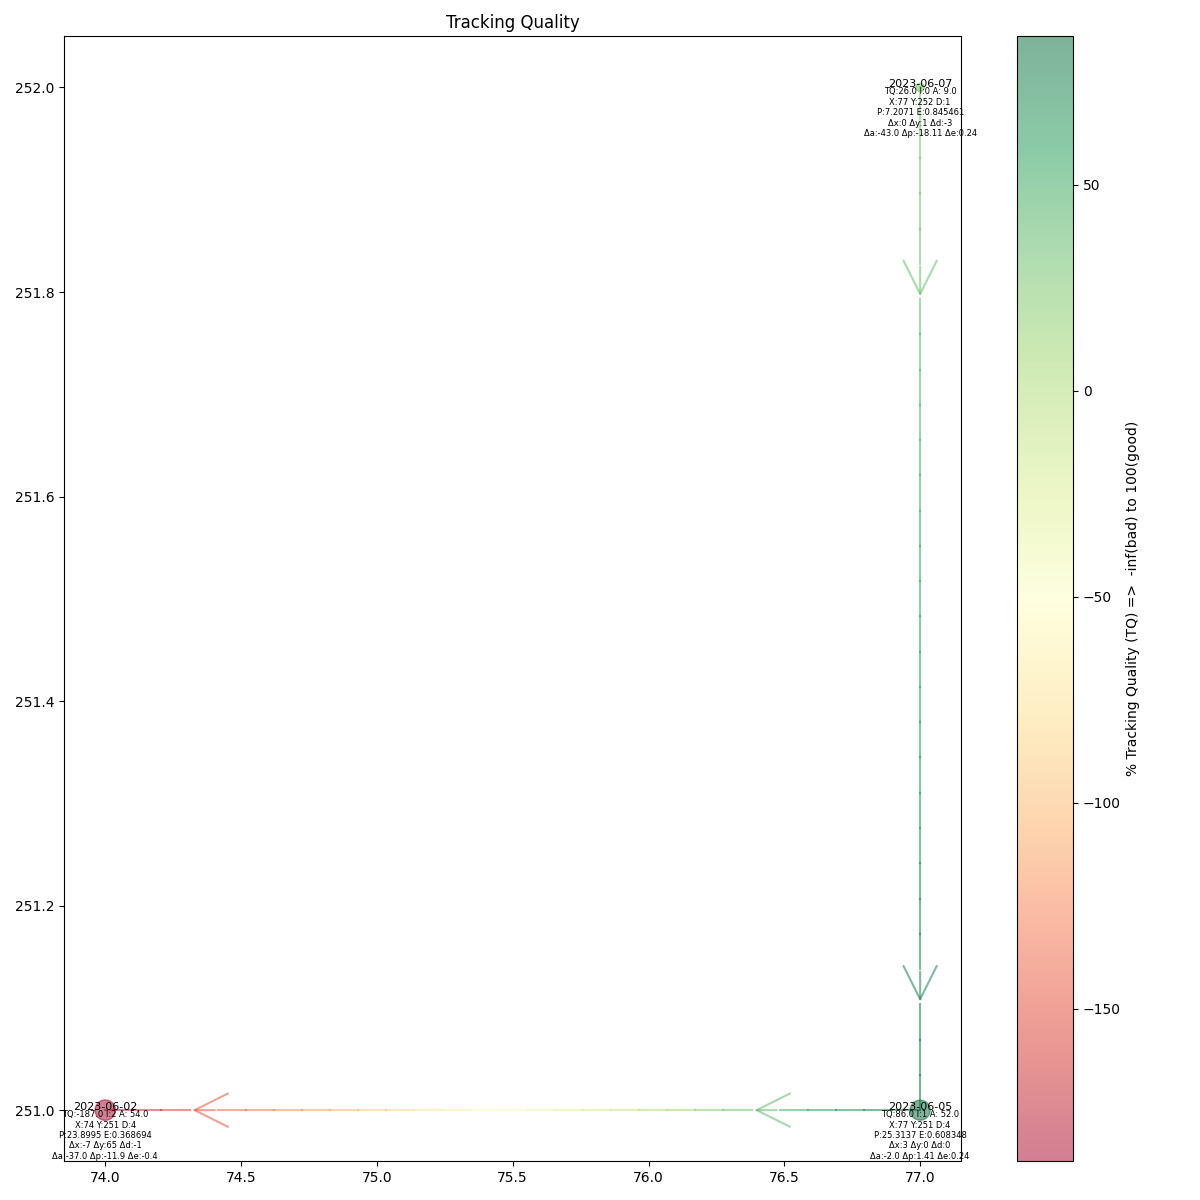 Tracking Quality
252.0
251.8
251.6
251.4
251.2
251.0
2023-06-07
TQ:26.0 I:0 A: 9.0
X:77 Y:252 D:1
P:7.2071 E:0.845461
Δx:0 Δy:1 Δd:-3
Δa:-43.0 Δp:-18.11 Δe:0.24
2023-06-02
TQ:-187.0 I:2 A: 54.0
X:74 Y:251 D:4
P:23.8995 E:0.368694
Δx:-7 Δy:65 Δd:-1
Δa:-37.0 Δp:-11.9 Δe:-0.4
2023-06-05
TQ:86.0 I:1 A: 52.0
X:77 Y:251 D:4
P:25.3137 E:0.608348
Δx:3 Δy:0 Δd:0
Δa:-2.0 Δp:1.41 Δe:0.24
74.0 74.5 75.0 75.5 76.0 76.5 77.0
50
0
−50
−100
−150
% Tracking Quality (TQ) => -inf(bad) to 100(good)